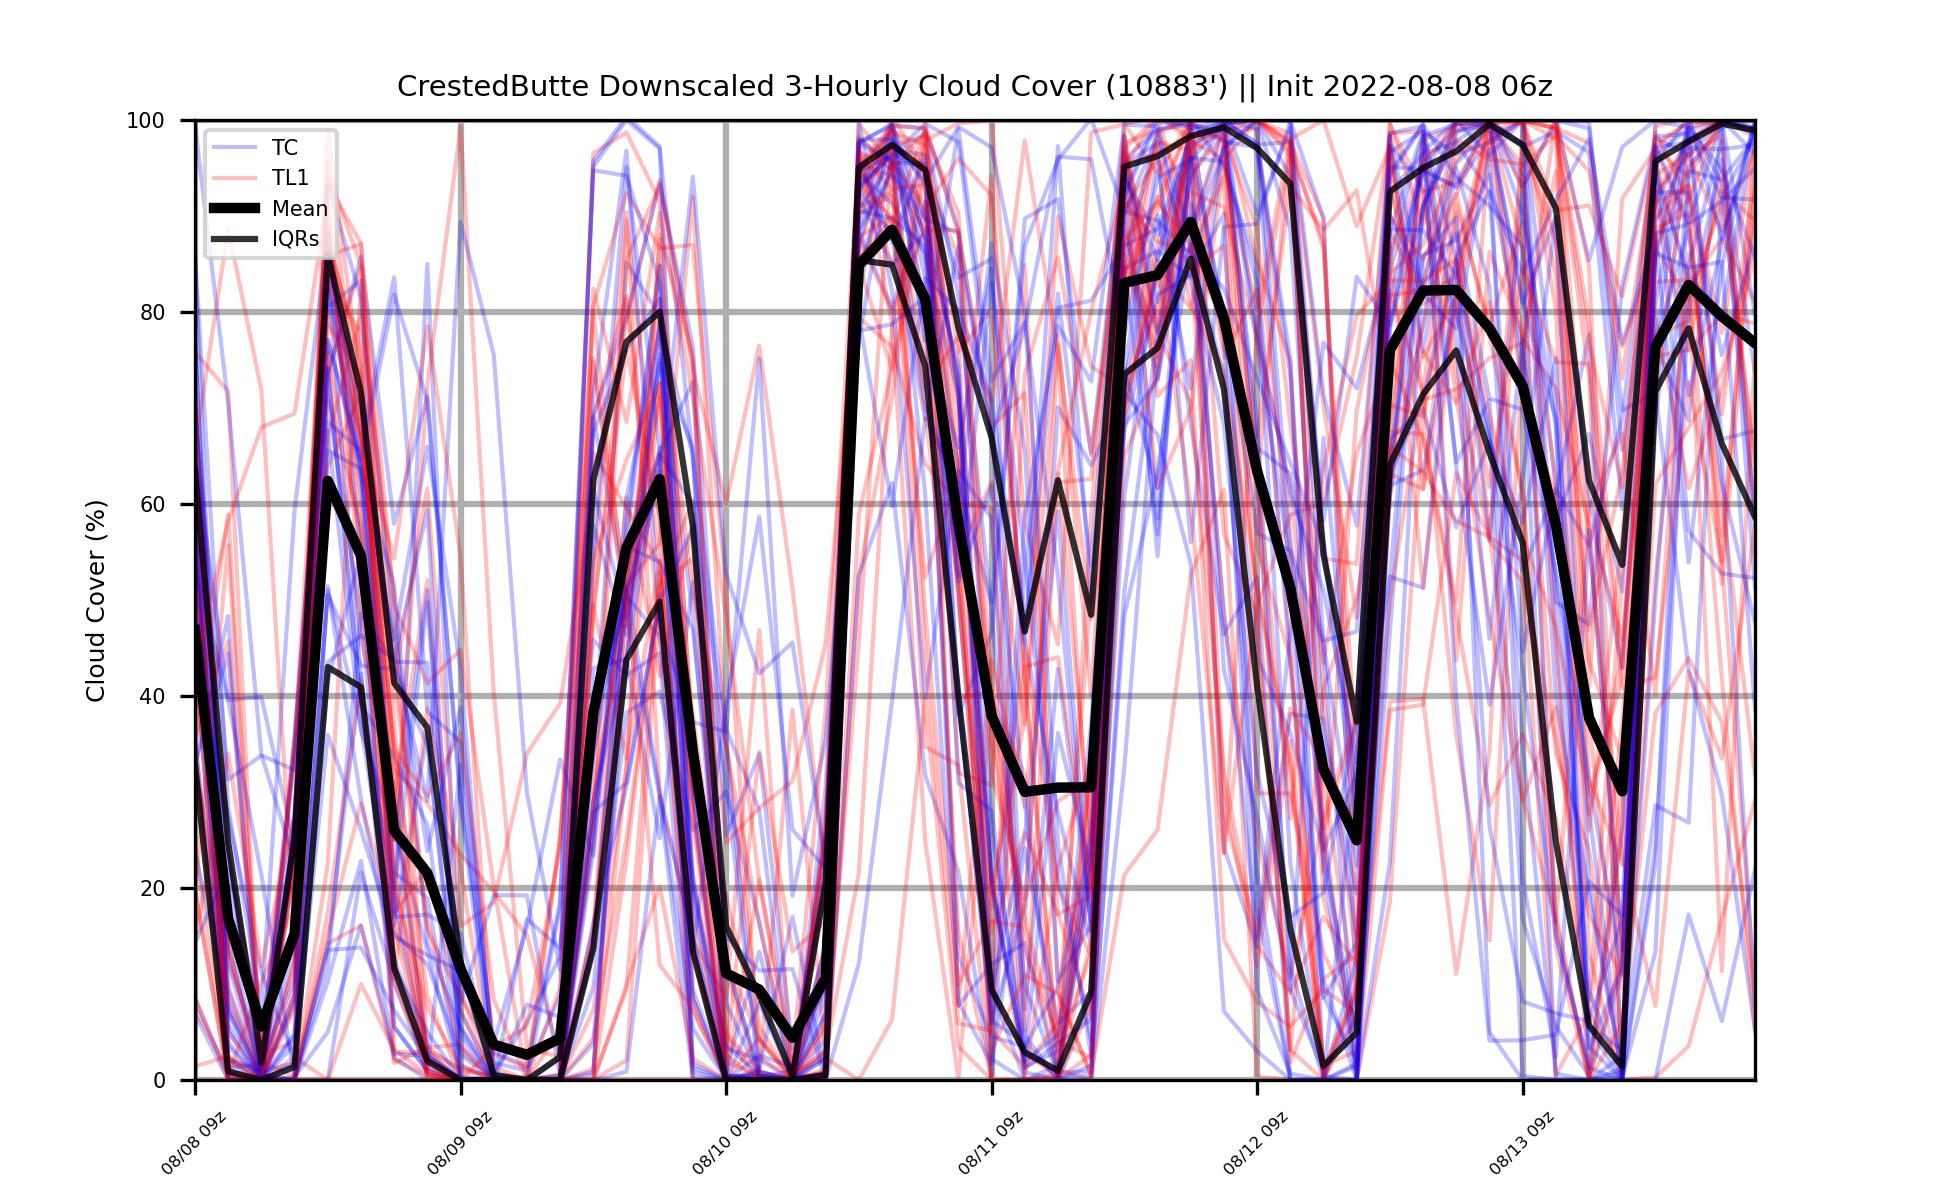 CrestedButte Downscaled 3-Hourly Cloud Cover (10883') || Init 2022-08-08 06z
100
80
60
40
20
0
Cloud Cover (%)
TC
TL1
Mean
IQRs
08/08 09z
08/09 09z
08/10 09z
08/11 09z
08/12 09z
08/13 09z